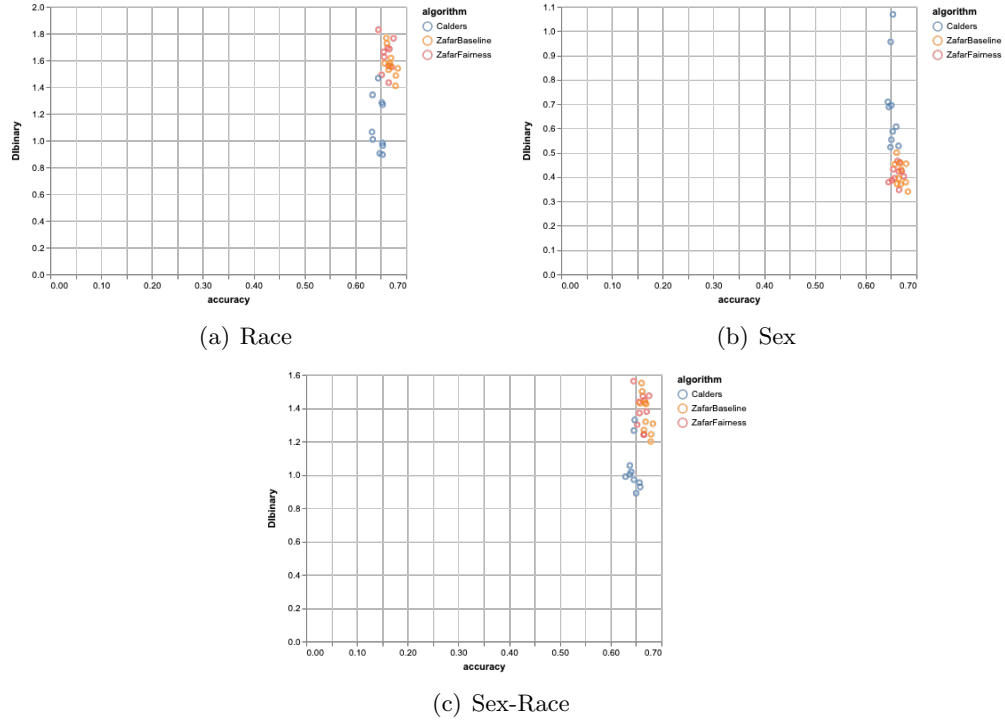 2.0
1.8
1.6
1.4
1.2
1.0
0.8
0.6
0.4
0.2
0.0
DIbinary
0.00 0.10 0.20 0.30 0.40 0.50 0.60 0.70
accuracy
algorithm
Calders
ZafarBaseline
ZafarFairness
(a) Race
1.1
1.0
0.9
0.8
0.7
0.6
0.5
0.4
0.3
0.2
0.1
0.0
DIbinary
0.00 0.10 0.20 0.30 0.40 0.50 0.60 0.70
accuracy
algorithm
Calders
ZafarBaseline
ZafarFairness
(b) Sex
1.6
1.4
1.2
1.0
0.8
0.6
0.4
0.2
0.0
DIbinary
0.00 0.10 0.20 0.30 0.40 0.50 0.60 0.70
accuracy
algorithm
Calders
ZafarBaseline
ZafarFairness
(c) Sex-Race